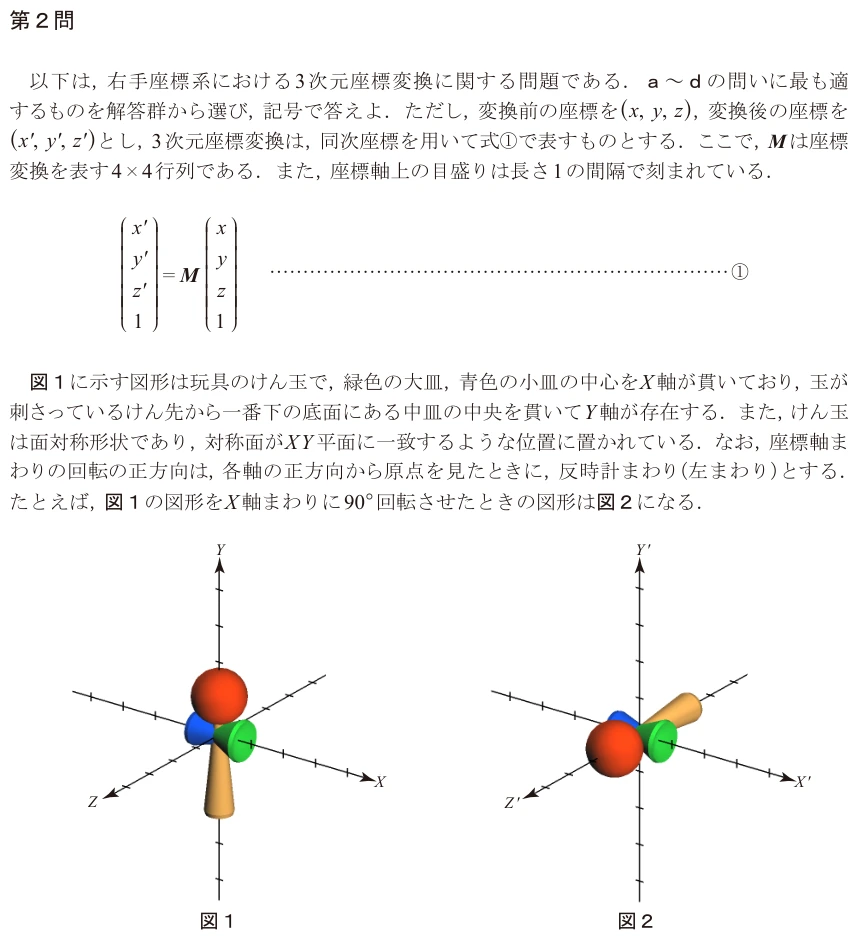 第2問
以下は，右手座標系における3次元座標変換に関する問題である．a～dの問いに最も適
するものを解答群から選び，記号で答えよ．ただし，変換前の座標を(x, y, z)，変換後の座標を
(x′, y′, z′)とし，3次元座標変換は，同次座標を用いて式①で表すものとする．ここで，Mは座標
変換を表す4×4行列である．また，座標軸上の目盛りは長さ1の間隔で刻まれている．
x′ x
y′ y
= M
z′ z
1 1
……………………………………………………………①
図1に示す図形は玩具のけん玉で，緑色の大皿，青色の小皿の中心をX軸が貫いており，玉が
刺さっているけん先から一番下の底面にある中皿の中央を貫いてY軸が存在する．また，けん玉
は面対称形状であり，対称面がXY平面に一致するような位置に置かれている．なお，座標軸ま
わりの回転の正方向は，各軸の正方向から原点を見たときに，反時計まわり（左まわり）とする．
たとえば，図1の図形をX軸まわりに90°回転させたときの図形は図2になる．
Y
X
Z
図1
Y′
X′
Z′
図2